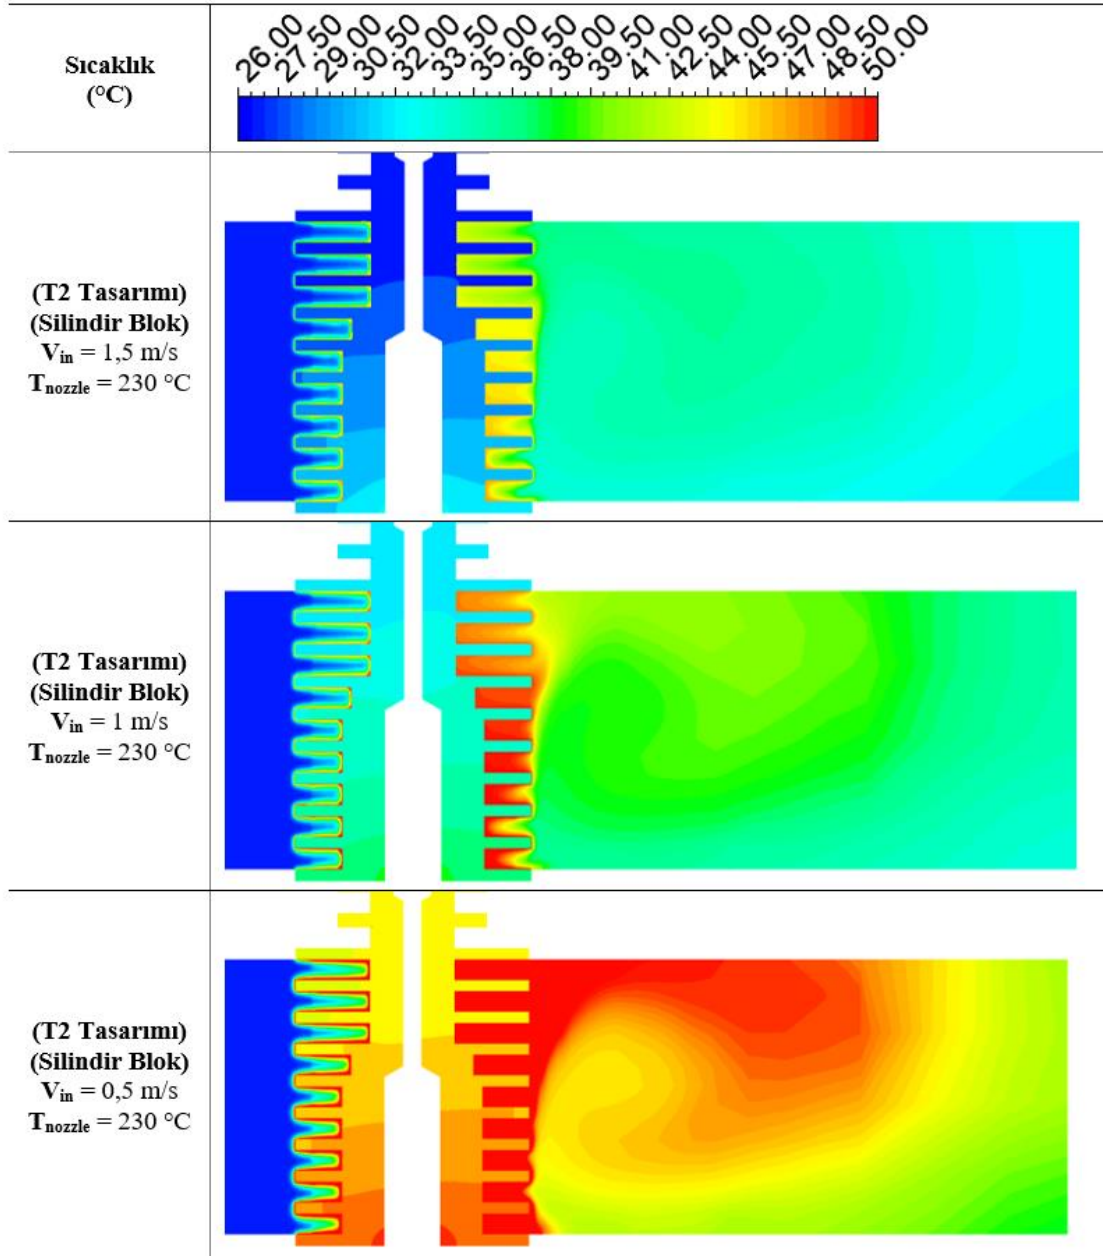 Sıcaklık
(°C)
26.00 27.50 29.00 30.50 32.00 33.50 35.00 36.50 38.00 39.50 41.00 42.50 44.00 45.50 47.00 48.50 50.00
(T2 Tasarımı)
(Silindir Blok)
Vin = 1,5 m/s
Tnozzle = 230 °C
(T2 Tasarımı)
(Silindir Blok)
Vin = 1 m/s
Tnozzle = 230 °C
(T2 Tasarımı)
(Silindir Blok)
Vin = 0,5 m/s
Tnozzle = 230 °C